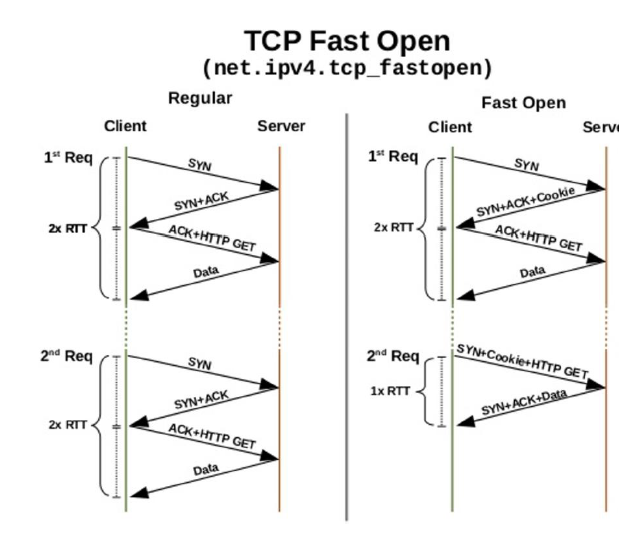 TCP Fast Open
(net.ipv4.tcp_fastopen)
Regular
Client Server
1st Req
SYN
SYN+ACK
2x RTT
ACK+HTTP GET
Data
2nd Req
SYN
SYN+ACK
2x RTT
ACK+HTTP GET
Data
Fast Open
Client Serve
1st Req
SYN
SYN+ACK+Cookie
2x RTT
ACK+HTTP GET
Data
2nd Req
SYN+Cookie+HTTP GET
1x RTT
SYN+ACK+Data